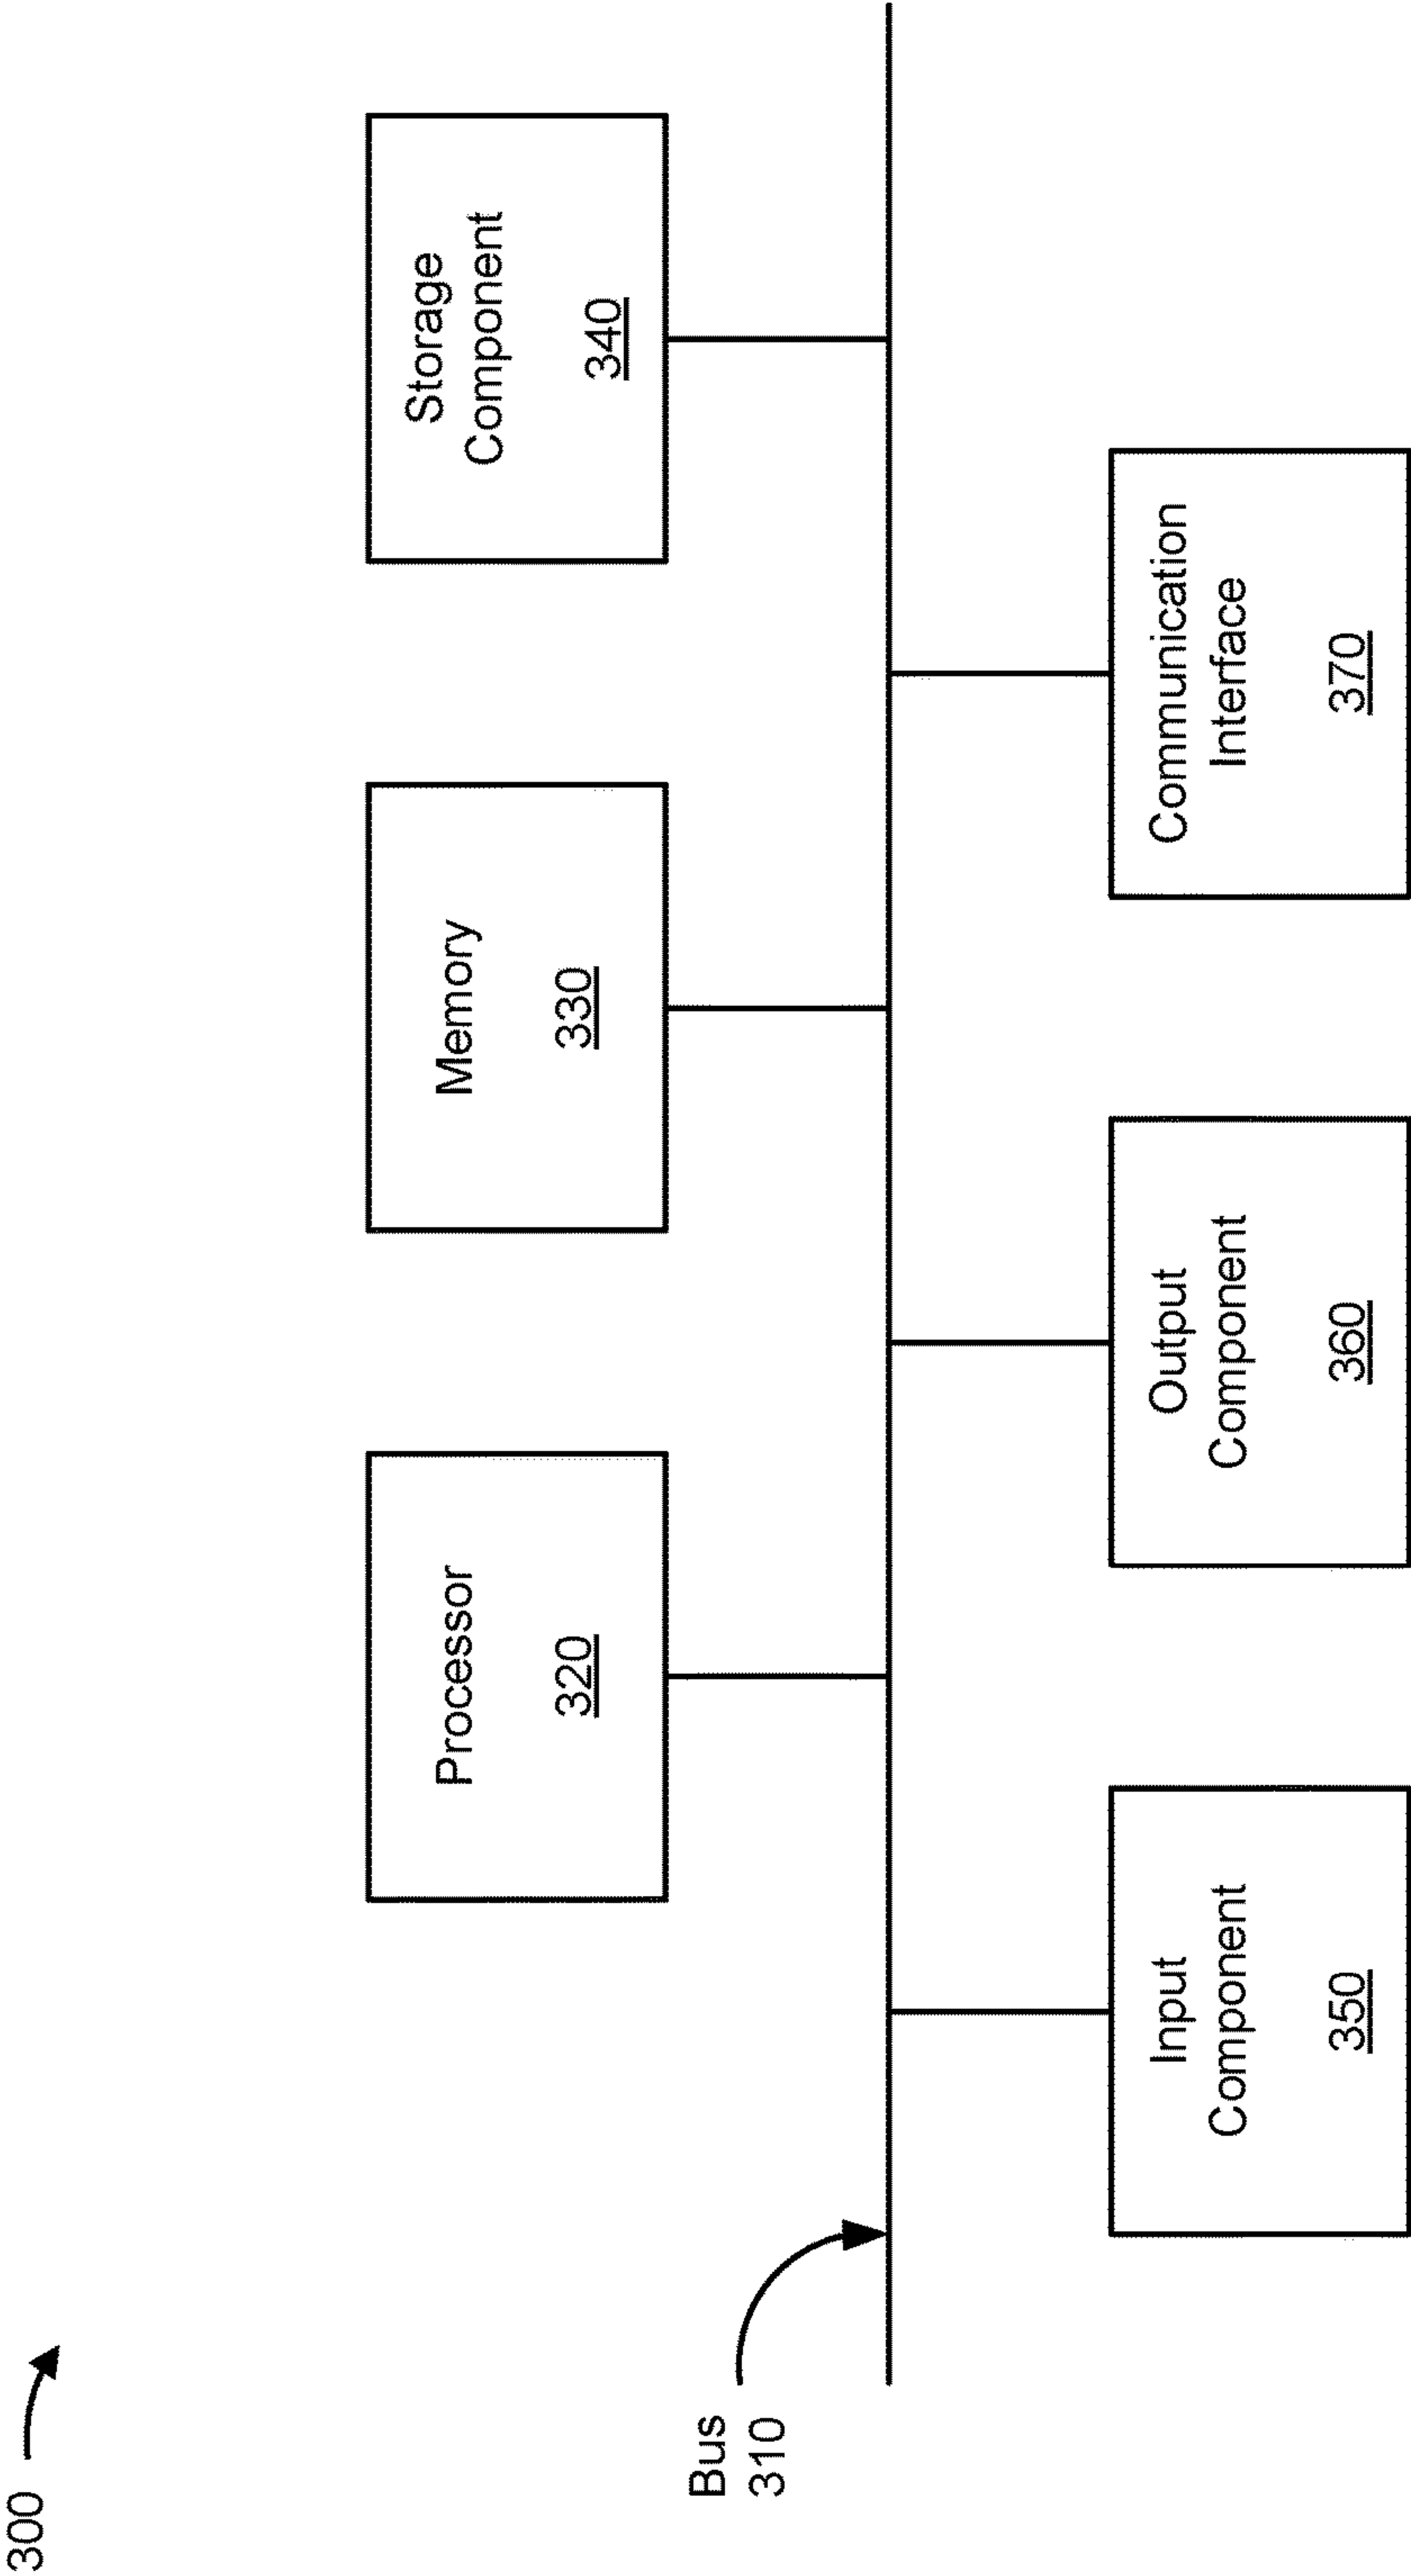 300
Processor
320
Memory
330
Storage
Component
340
Bus
310
Input
Component
350
Output
Component
360
Communication
Interface
370